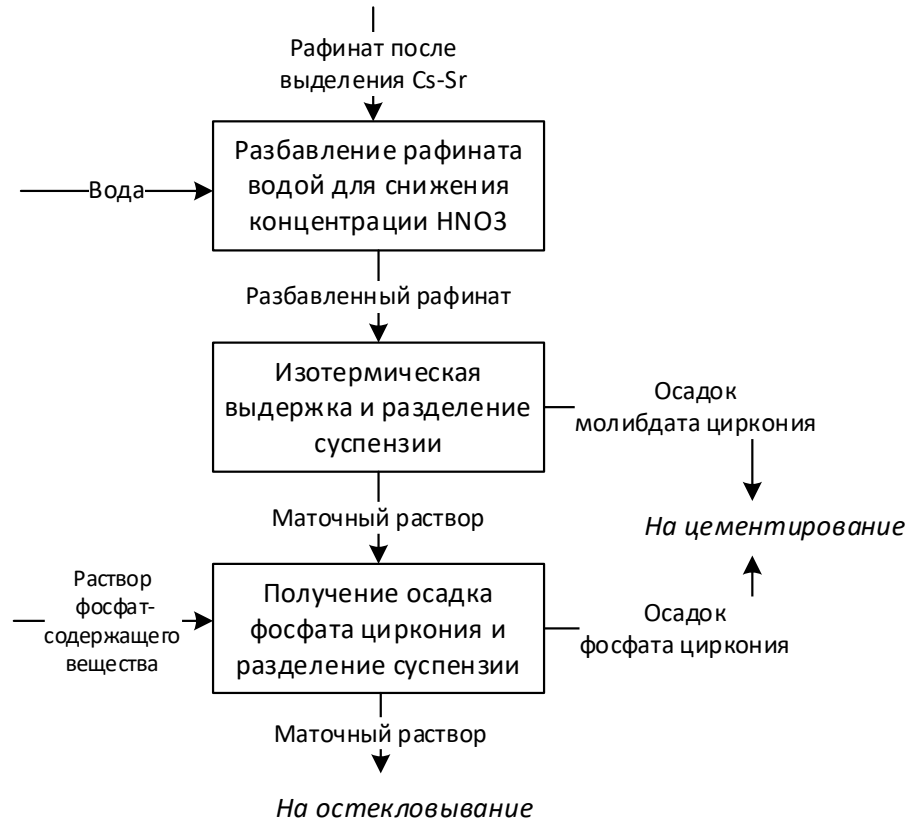 Рафинат после
выделения Cs-Sr
Разбавление рафината
водой для снижения
концентрации HNO3
Вода
Разбавленный рафинат
Изотермическая
выдержка и разделение
суспензии
Осадок
молибдата циркония
Маточный раствор
На цементирование
Раствор
фосфат-
содержащего
вещества
Получение осадка
фосфата циркония и
разделение суспензии
Осадок
фосфата циркония
Маточный раствор
На остекловывание